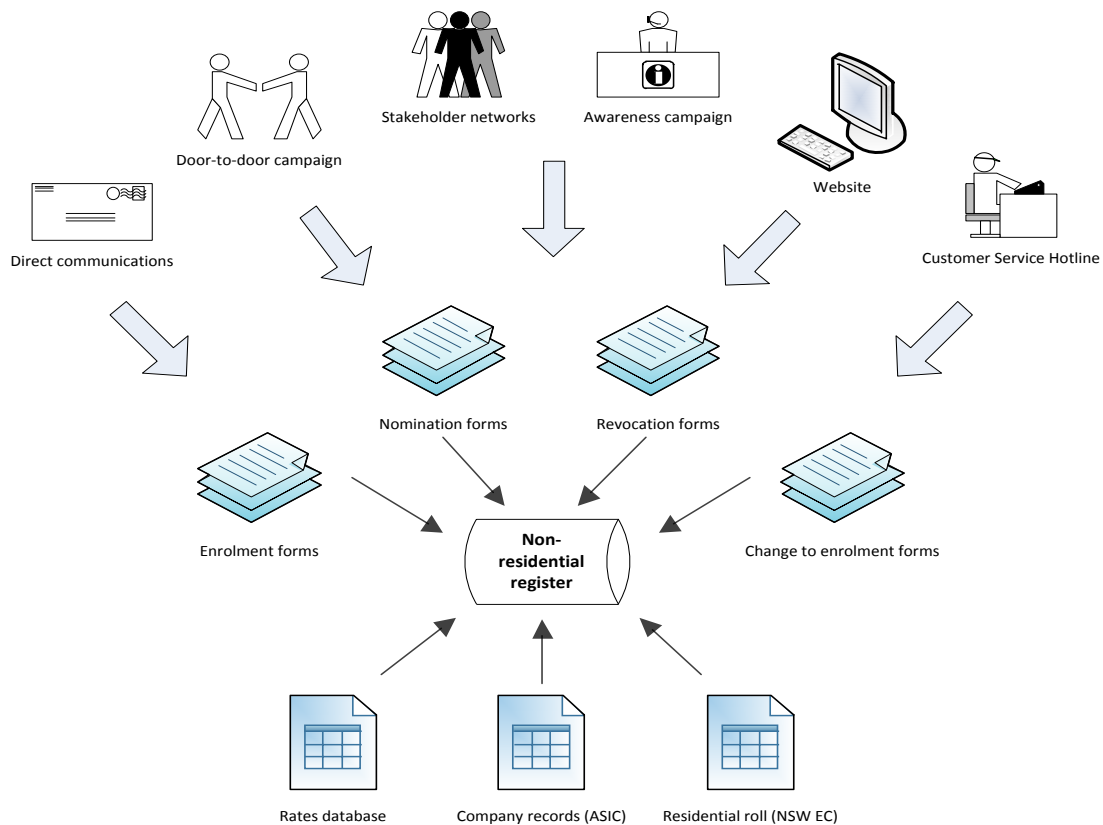 Stakeholder networks
Awareness campaign
Door-to-door campaign
Website
Direct communications
Customer Service Hotline
Nomination forms
Revocation forms
Enrolment forms
Change to enrolment forms
Non-
residential
register
Rates database
Company records (ASIC)
Residential roll (NSW EC)